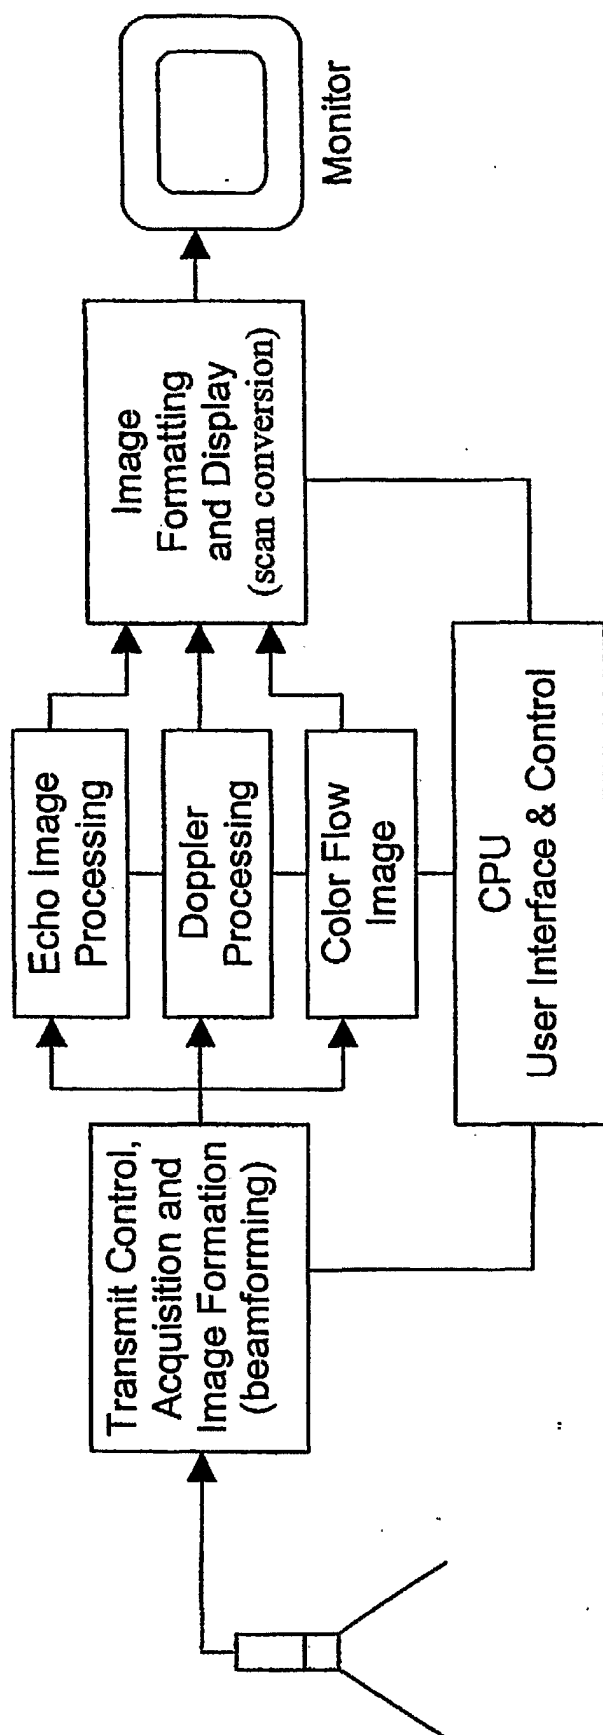 Transmit Control,
Acquisition and
Image Formation
(beamforming)
Echo Image
Processing
Doppler
Processing
Color Flow
Image
Image
Formatting
and Display
(scan conversion)
Monitor
CPU
User Interface & Control